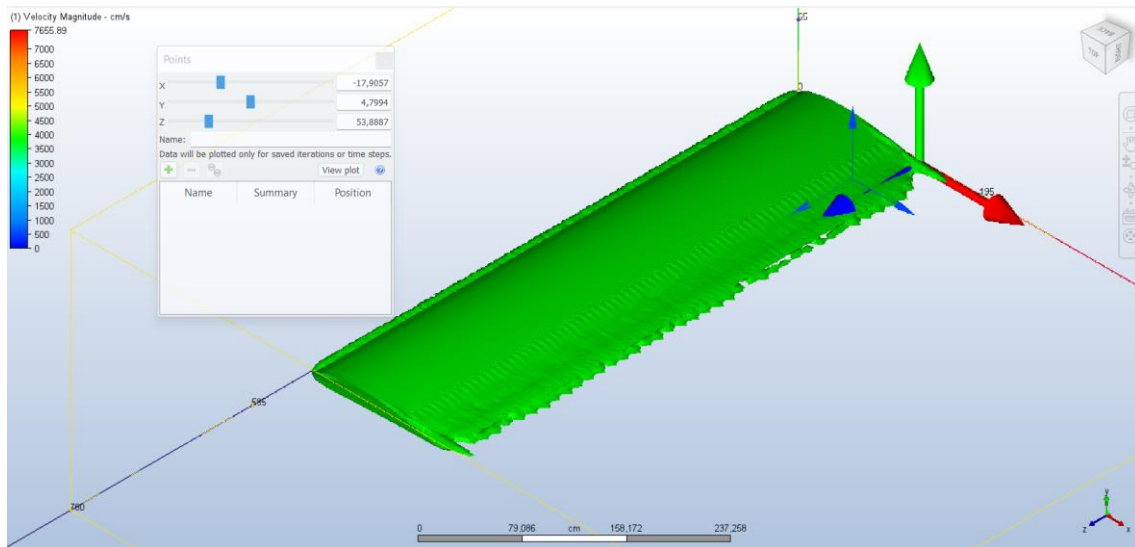 (1) Velocity Magnitude - cm/s
7655.89
7000
6500
6000
5500
5000
4500
4000
3500
3000
2500
2000
1500
1000
500
0
Points
X -17,9057
Y 4,7994
Z 53,8887
Name:
Data will be plotted only for saved iterations or time steps.
View plot
Name Summary Position
0
195
585
780
TOP
0 79,086 cm 158,172 237,258
y
z x